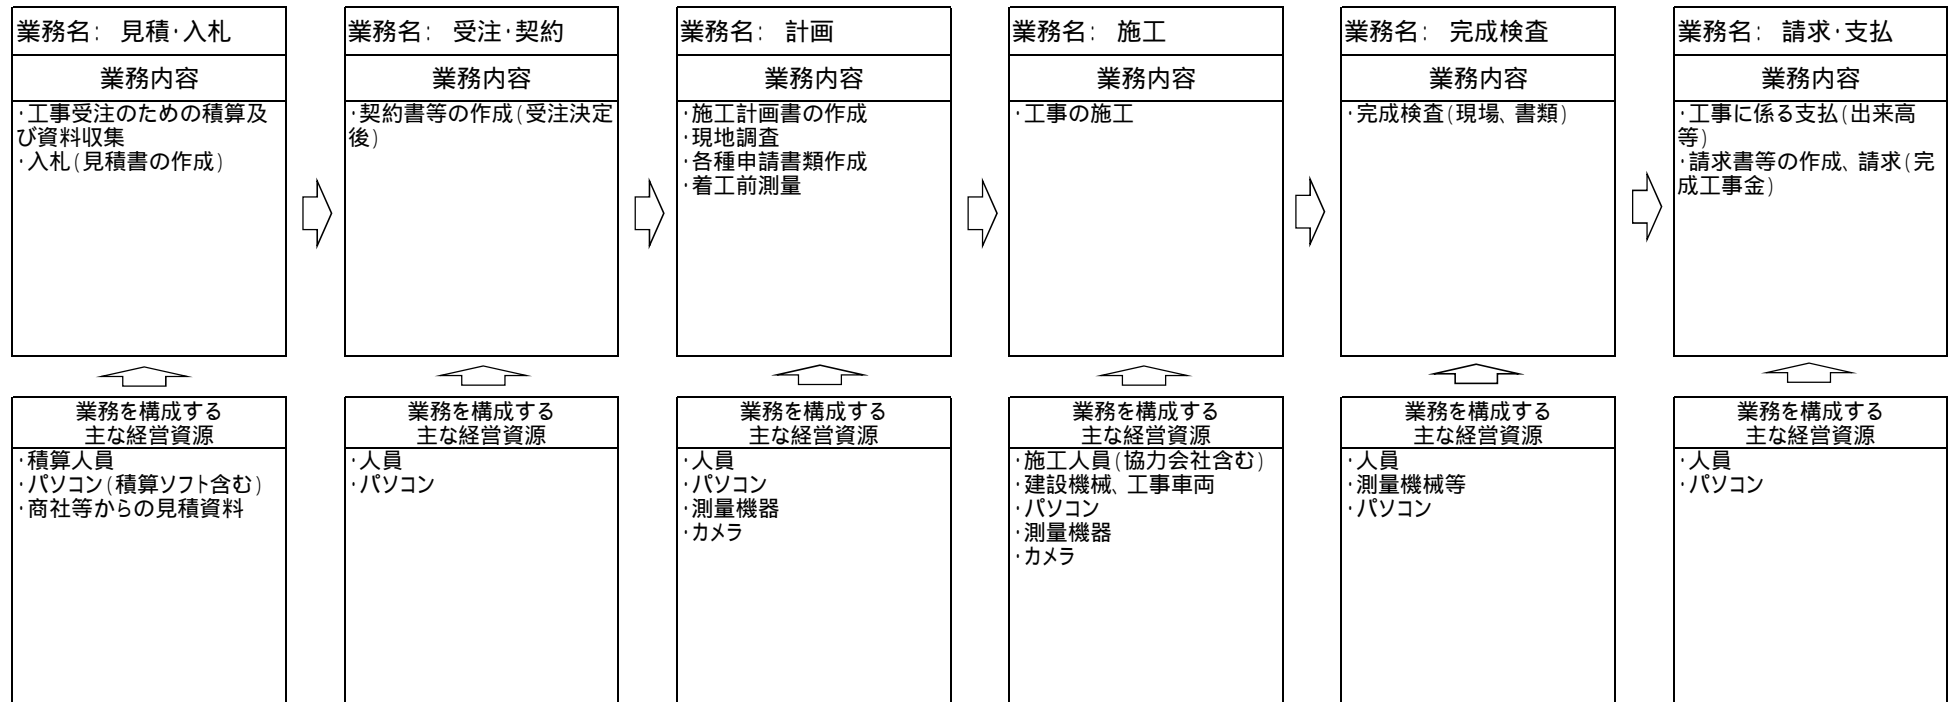 業務名： 見積・入札
業務内容
・工事受注のための積算及
び資料収集
・入札（見積書の作成）
業務名： 受注・契約
業務内容
・契約書等の作成（受注決定
後）
業務名： 計画
業務内容
・施工計画書の作成
・現地調査
・各種申請書類作成
・着工前測量
業務名： 施工
業務内容
・工事の施工
業務名： 完成検査
業務内容
・完成検査（現場、書類）
業務名： 請求・支払
業務内容
・工事に係る支払（出来高
等）
・請求書等の作成、請求（完
成工事金）
業務を構成する
主な経営資源
・積算人員
・パソコン（積算ソフト含む）
・商社等からの見積資料
業務を構成する
主な経営資源
・人員
・パソコン
業務を構成する
主な経営資源
・人員
・パソコン
・測量機器
・カメラ
業務を構成する
主な経営資源
・施工人員（協力会社含む）
・建設機械、工事車両
・パソコン
・測量機器
・カメラ
業務を構成する
主な経営資源
・人員
・測量機械等
・パソコン
業務を構成する
主な経営資源
・人員
・パソコン